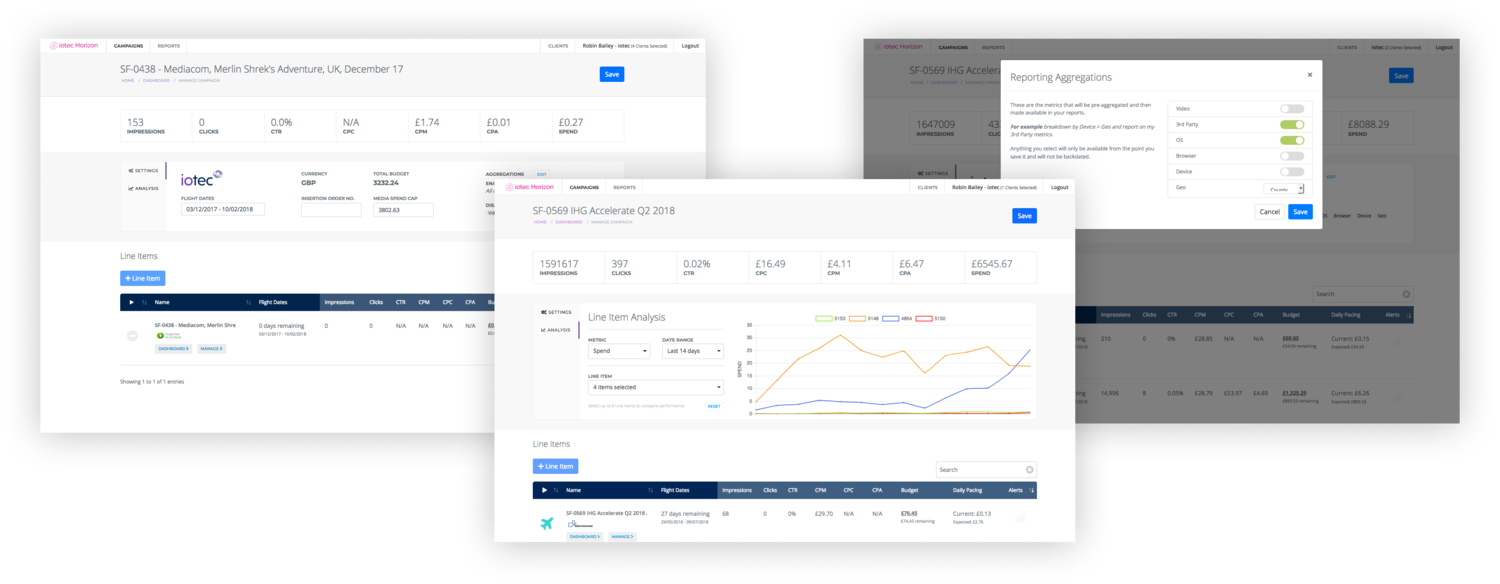 iotec Horizon
CAMPAIGNS
REPORTS
CLIENTS
Robin Bailey - iotec (4 Clients Selected)
Logout
SF-0438 - Mediacom, Merlin Shrek's Adventure, UK, December 17
HOME / DASHBOARD / MANAGE CAMPAIGN
Save
153
IMPRESSIONS
0
CLICKS
0.0%
CTR
N/A
CPC
£1.74
CPM
£0.01
CPA
£0.27
SPEND
SETTINGS
ANALYSIS
iotec
FLIGHT DATES
03/12/2017 - 10/02/2018
CURRENCY
GBP
INSERTION ORDER NO.
TOTAL BUDGET
3232.24
MEDIA SPEND CAP
3802.63
AGGREGATIONS
EDIT
Line Items
+ Line Item
Name
Flight Dates
Impressions
Clicks
CTR
CPM
CPC
CPA
SF-0438 - Mediacom, Merlin Shre
0 days remaining
03/12/2017 - 10/02/2018
0
0
N/A
N/A
N/A
N/A
DASHBOARD >
MANAGE >
Showing 1 to 1 of 1 entries
iotec Horizon
CAMPAIGNS
REPORTS
CLIENTS
Robin Bailey - iotec (1 Clients Selected)
Logout
SF-0569 IHG Accelerate Q2 2018
HOME / DASHBOARD / MANAGE CAMPAIGN
Save
1591617
IMPRESSIONS
397
CLICKS
0.02%
CTR
£16.49
CPC
£4.11
CPM
£6.47
CPA
£6545.67
SPEND
SETTINGS
ANALYSIS
Line Item Analysis
METRIC
Spend
DATE RANGE
Last 14 days
LINE ITEM
4 items selected
Select up to 8 Line Items to compare performance
RESET
5153
5148
4854
5150
SPEND
35
30
25
20
15
10
5
0
Line Items
+ Line Item
Search
Name
Flight Dates
Impressions
Clicks
CTR
CPM
CPC
CPA
Budget
Daily Pacing
Alerts
SF-0569 IHG Accelerate Q2 2018
27 days remaining
29/05/2018 - 09/07/2018
68
0
0%
£29.70
N/A
N/A
£76.45
£74.43 remaining
Current: £0.13
Expected: £2.76
DASHBOARD >
MANAGE >
iotec Horizon
CAMPAIGNS
REPORTS
CLIENTS
iotec (2 Clients Selected)
Logout
SF-0569 IHG Accelera
HOME / DASHBOARD
Save
1647009
IMPRESSIONS
£8088.29
SPEND
SETTINGS
EDIT
Browser Device Geo
Reporting Aggregations
×
These are the metrics that will be pre-aggregated and then
made available in your reports.
For example breakdown by Device > Geo and report on my
3rd Party metrics.
Anything you select will only be available from the point you
save it and will not be backdated.
Video
3rd Party
OS
Browser
Device
Geo
County
Cancel
Save
Search
Impressions
Clicks
CTR
CPM
CPC
CPA
Budget
Daily Pacing
Alerts
210
0
0%
£28.85
N/A
N/A
Current: £0.15
14,996
8
0.05%
£28.79
£53.97
£4.69
£1,325.29
Current: £6.26